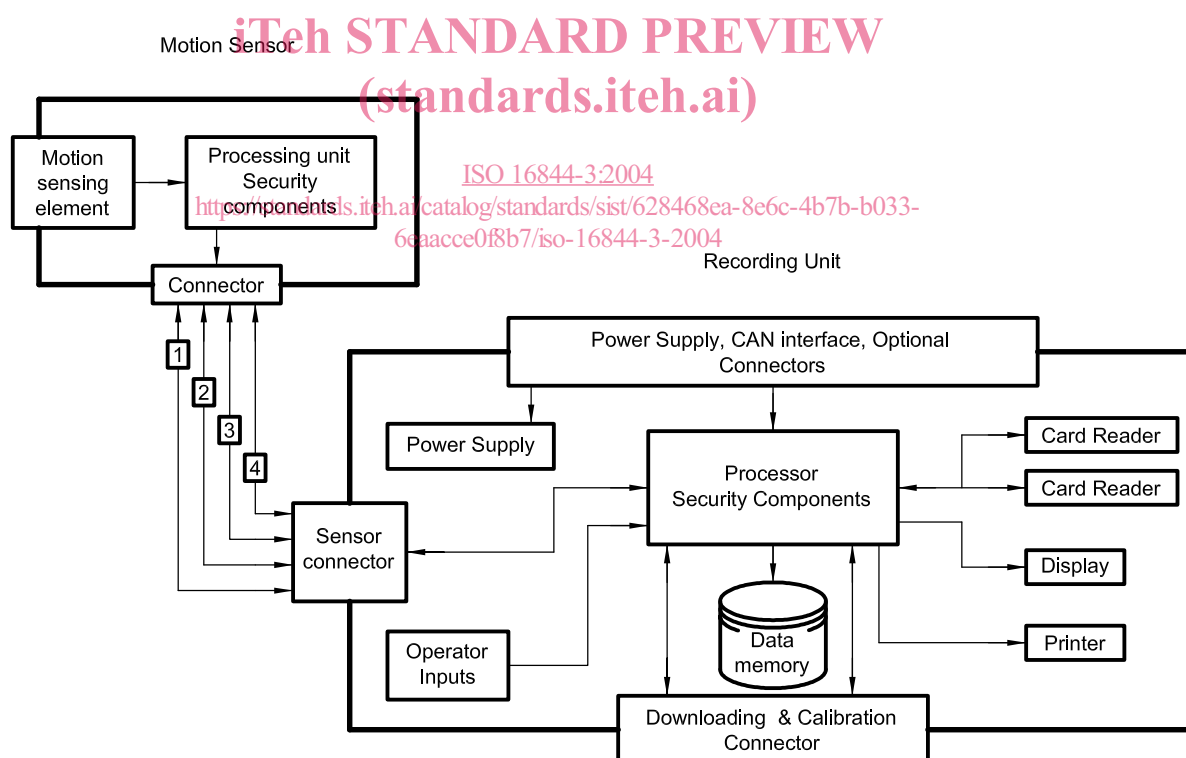 iTeh STANDARD PREVIEW
Motion Sensor
(standards.iteh.ai)
Motion
sensing
element
Processing unit
Security
components
ISO 16844-3:2004
https://standards.iteh.ai/catalog/standards/sist/628468ea-8e6c-4b7b-b033-
6eaacce0f8b7/iso-16844-3-2004
Recording Unit
Connector
1
2
3
4
Power Supply, CAN interface, Optional
Connectors
Power Supply
Processor
Security Components
Card Reader
Card Reader
Sensor
connector
Display
Operator
Inputs
Data
memory
Printer
Downloading & Calibration
Connector